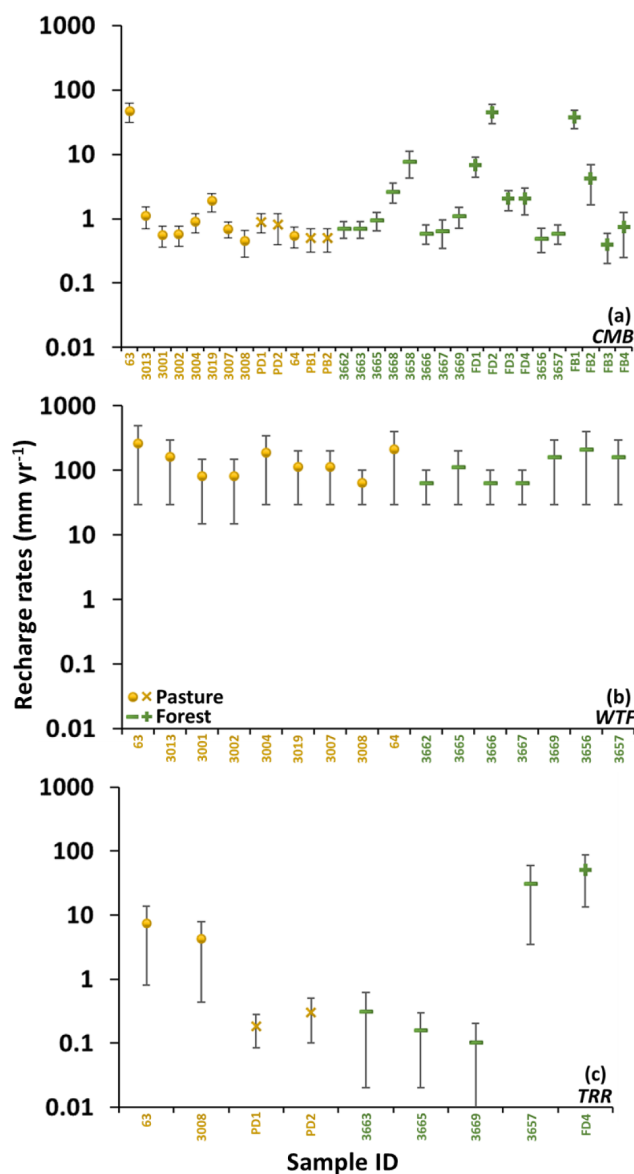 1000
100
10
1
0.1
0.01
(a)
CMB
63 3013 3001 3002 3004 3019 3007 3008 PD1 PD2 64 PB1 PB2 3662 3663 3665 3668 3658 3666 3667 3669 FD1 FD2 FD3 FD4 3656 3657 FB1 FB2 FB3 FB4
Recharge rates (mm yr⁻¹)
1000
100
10
1
0.1
0.01
Pasture
Forest
(b)
WTF
63 3013 3001 3002 3004 3019 3007 3008 64 3662 3665 3666 3667 3669 3656 3657
1000
100
10
1
0.1
0.01
(c)
TRR
63 3008 PD1 PD2 3663 3665 3669 3657 FD4
Sample ID